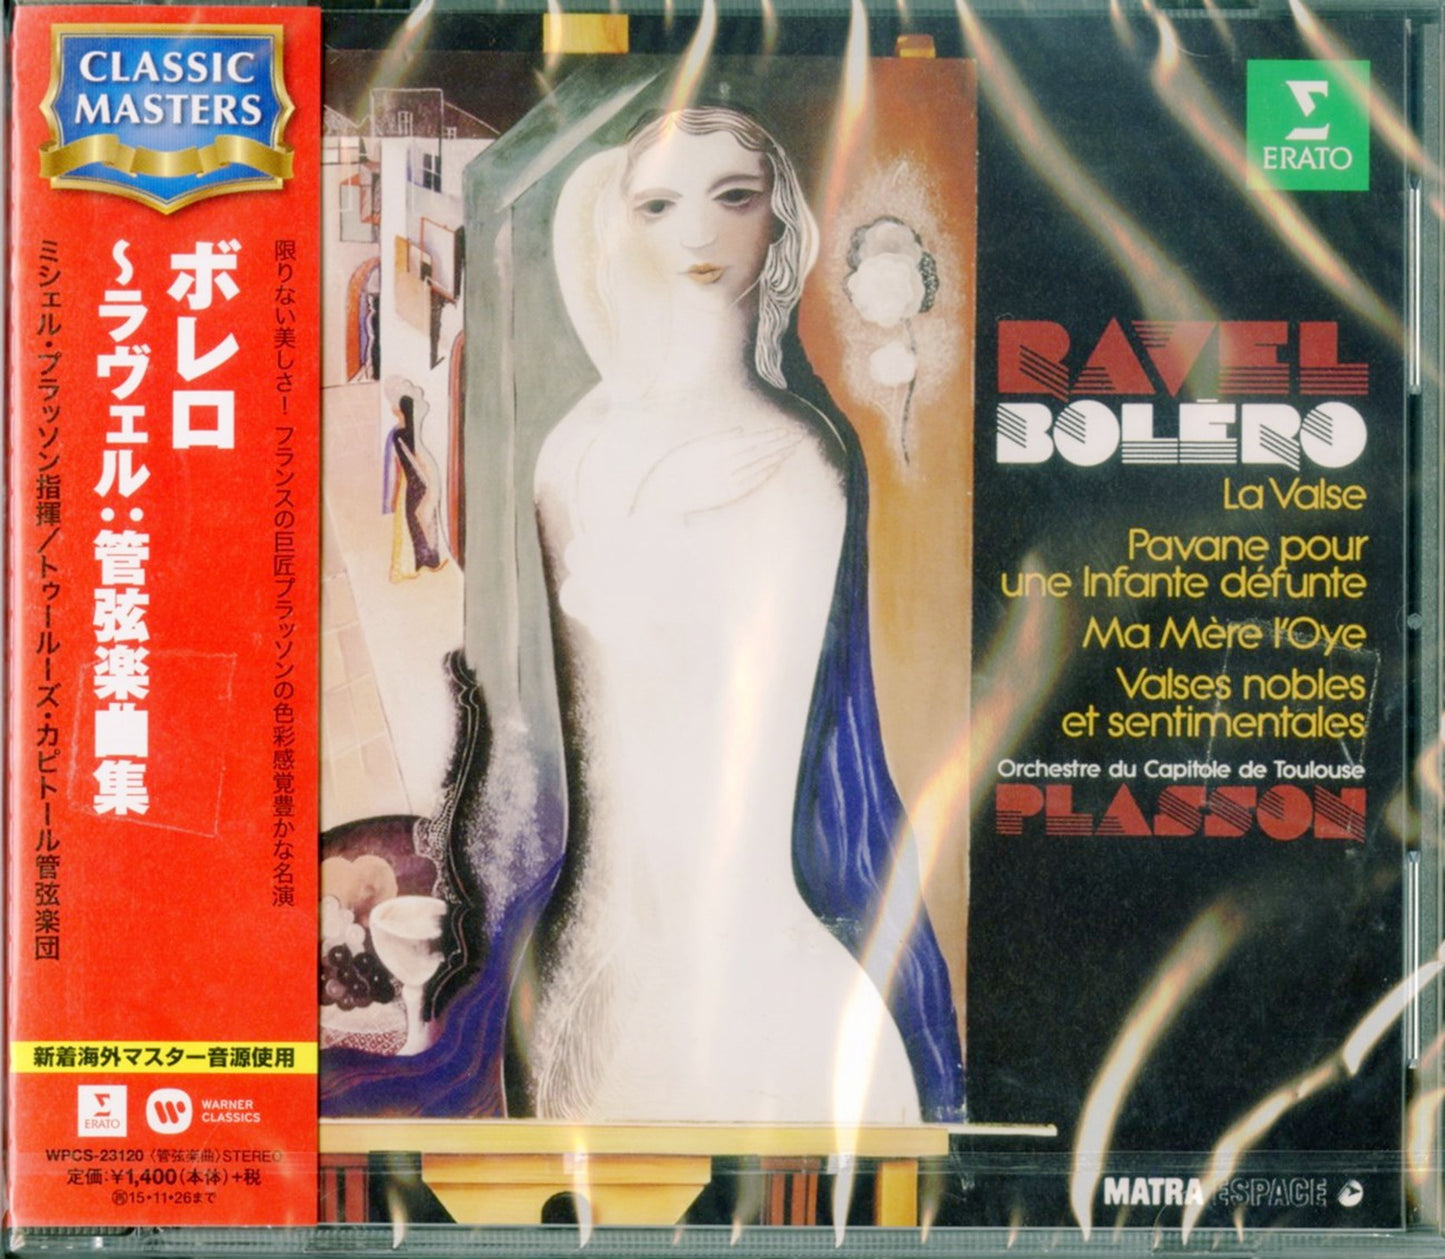 CLASSIC
MASTERS
限りない美しさ！ フランスの巨匠プラッソンの色彩感覚豊かな名演
ボレロ
～ラヴェル：管弦楽曲集
ミシェル・プラッソン指揮／トゥールーズ・カピトール管弦楽団
新着海外マスター音源使用
ERATO
WARNER
CLASSICS
WPCS-23120〈管弦楽曲〉STEREO
定価：¥1,400(本体)+税
再15・11・26まで
ERATO
RAVEL
BOLÉRO
La Valse
Pavane pour
une Infante défunte
Ma Mère l'Oye
Valses nobles
et sentimentales
Orchestre du Capitole de Toulouse
PLASSON
MATRA ESPACE